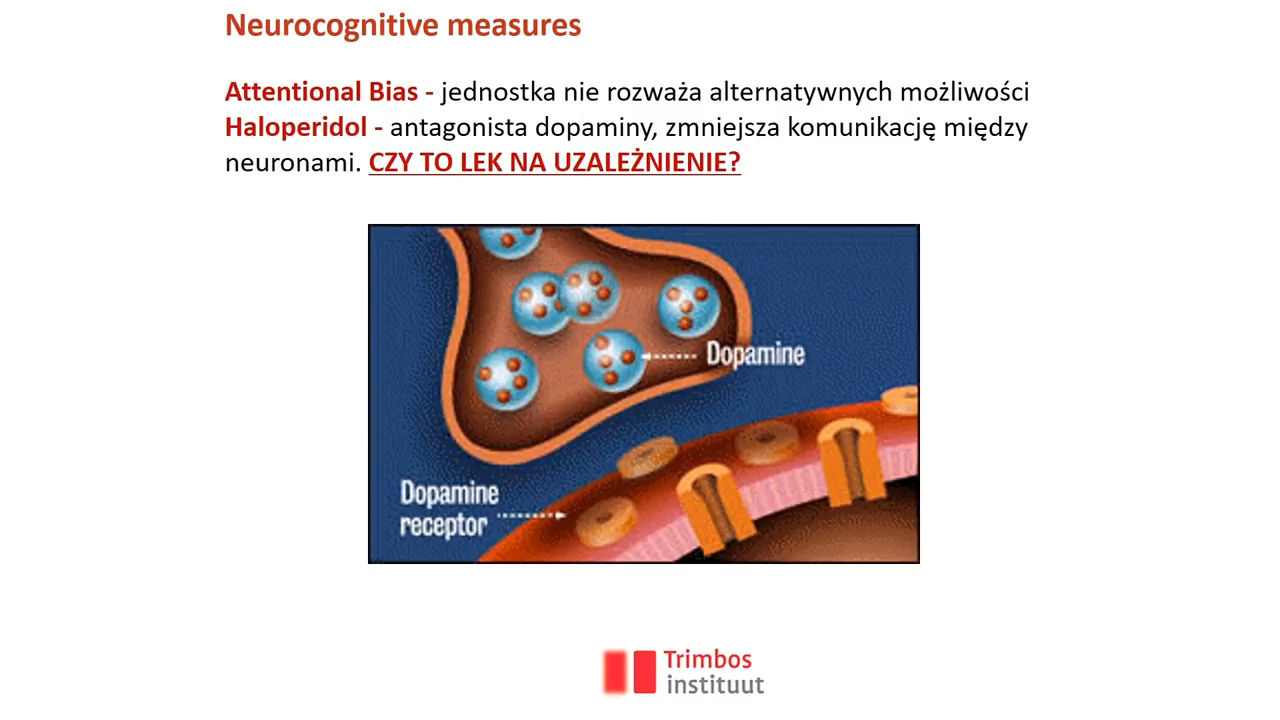 Neurocognitive measures
Attentional Bias - jednostka nie rozważa alternatywnych możliwości
Haloperidol - antagonista dopaminy, zmniejsza komunikację między
neuronami. CZY TO LEK NA UZALEŻNIENIE?
Dopamine
Dopamine
receptor
Trimbos
instituut